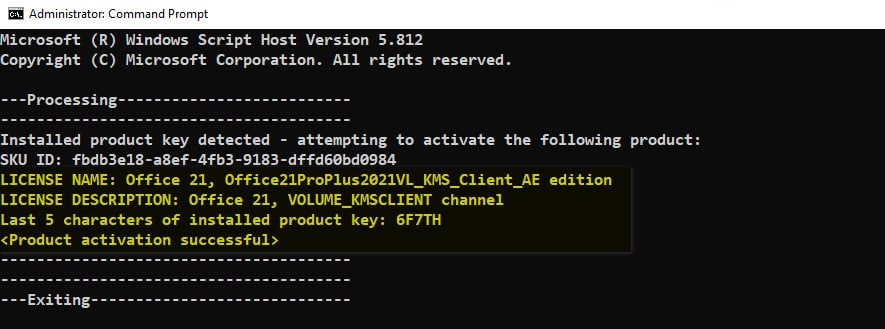 Administrator: Command Prompt
Microsoft (R) Windows Script Host Version 5.812
Copyright (C) Microsoft Corporation. All rights reserved.
---Processing--------------------------
---------------------------------------
Installed product key detected - attempting to activate the following product:
SKU ID: fbdb3e18-a8ef-4fb3-9183-dffd60bd0984
LICENSE NAME: Office 21, Office21ProPlus2021VL_KMS_Client_AE edition
LICENSE DESCRIPTION: Office 21, VOLUME_KMSCLIENT channel
Last 5 characters of installed product key: 6F7TH
<Product activation successful>
---------------------------------------
---------------------------------------
---Exiting-----------------------------